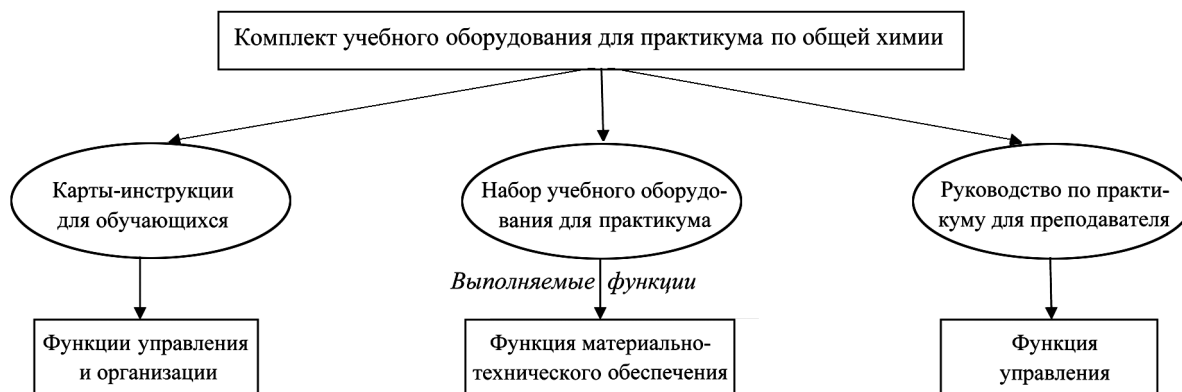 Комплект учебного оборудования для практикума по общей химии
Карты-инструкции
для обучающихся
Набор учебного оборудо-
вания для практикума
Руководство по практи-
куму для преподавателя
Выполняемые функции
Функции управления
и организации
Функция материально-
технического обеспечения
Функция
управления